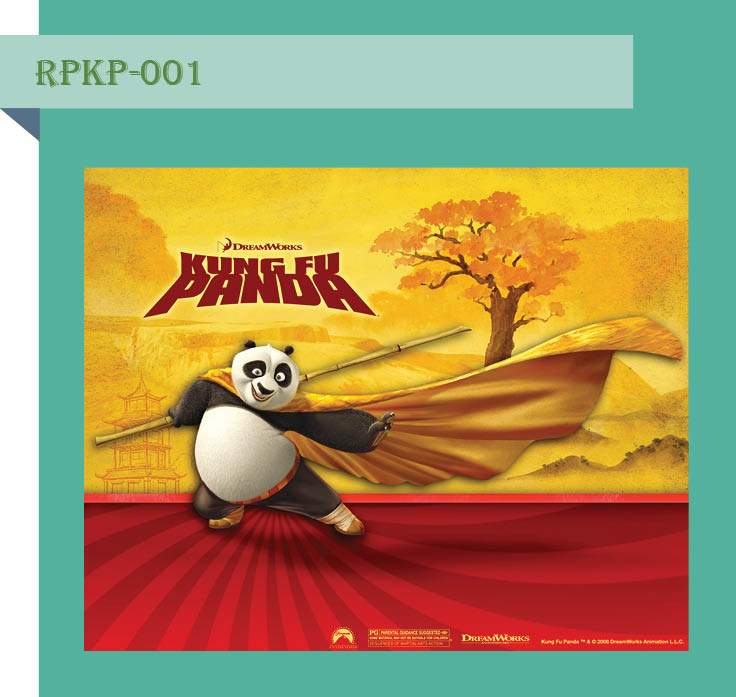 RPKP-001
DREAMWORKS
KUNG FU
PANDA
PG PARENTAL GUIDANCE SUGGESTED
SOME MATERIAL MAY NOT BE SUITABLE FOR CHILDREN
SEQUENCES OF MARTIAL ARTS ACTION
DREAMWORKS
Kung Fu Panda ™ & © 2008 DreamWorks Animation L.L.C.